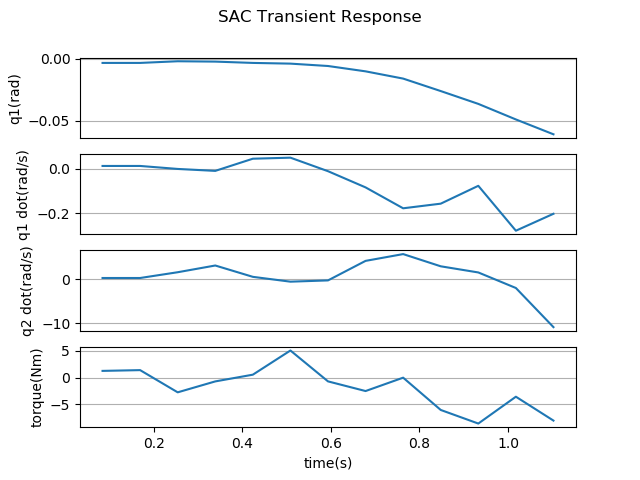 SAC Transient Response
q1(rad)
0.00
−0.05
q1 dot(rad/s)
0.0
−0.2
q2 dot(rad/s)
0
−10
torque(Nm)
5
0
−5
0.2 0.4 0.6 0.8 1.0
time(s)